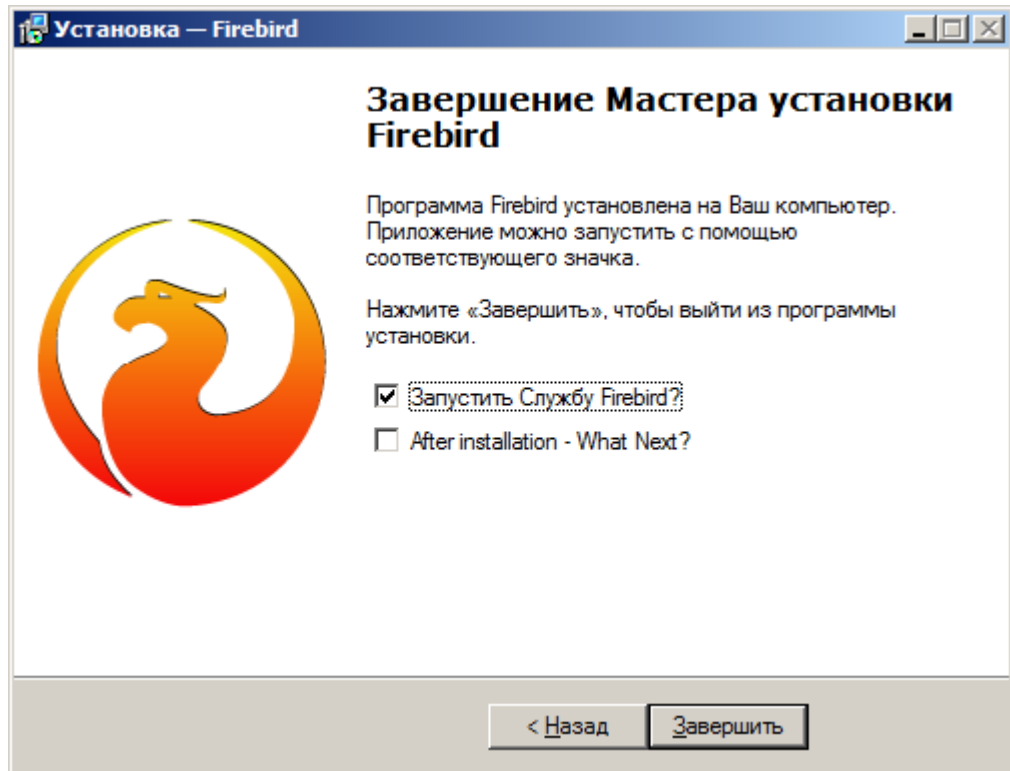 Установка — Firebird
Завершение Мастера установки
Firebird
Программа Firebird установлена на Ваш компьютер.
Приложение можно запустить с помощью
соответствующего значка.
Нажмите «Завершить», чтобы выйти из программы
установки.
Запустить Службу Firebird?
After installation - What Next?
< Назад
Завершить